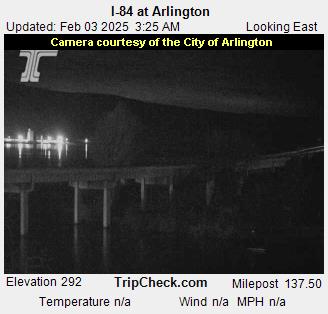 I-84 at Arlington
Updated: Feb 03 2025 3:25 AM Looking East
Camera courtesy of the City of Arlington
Elevation 292 TripCheck.com Milepost 137.50
Temperature n/a Wind n/a MPH n/a